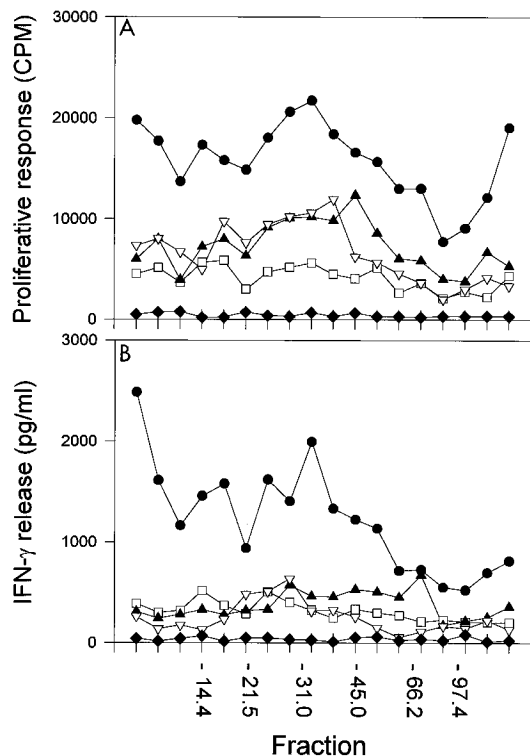 A
Proliferative response (CPM)
30000
20000
10000
0
B
IFN-γ release (pg/ml)
3000
2000
1000
0
- 14.4
- 21.5
- 31.0
- 45.0
- 66.2
- 97.4
Fraction